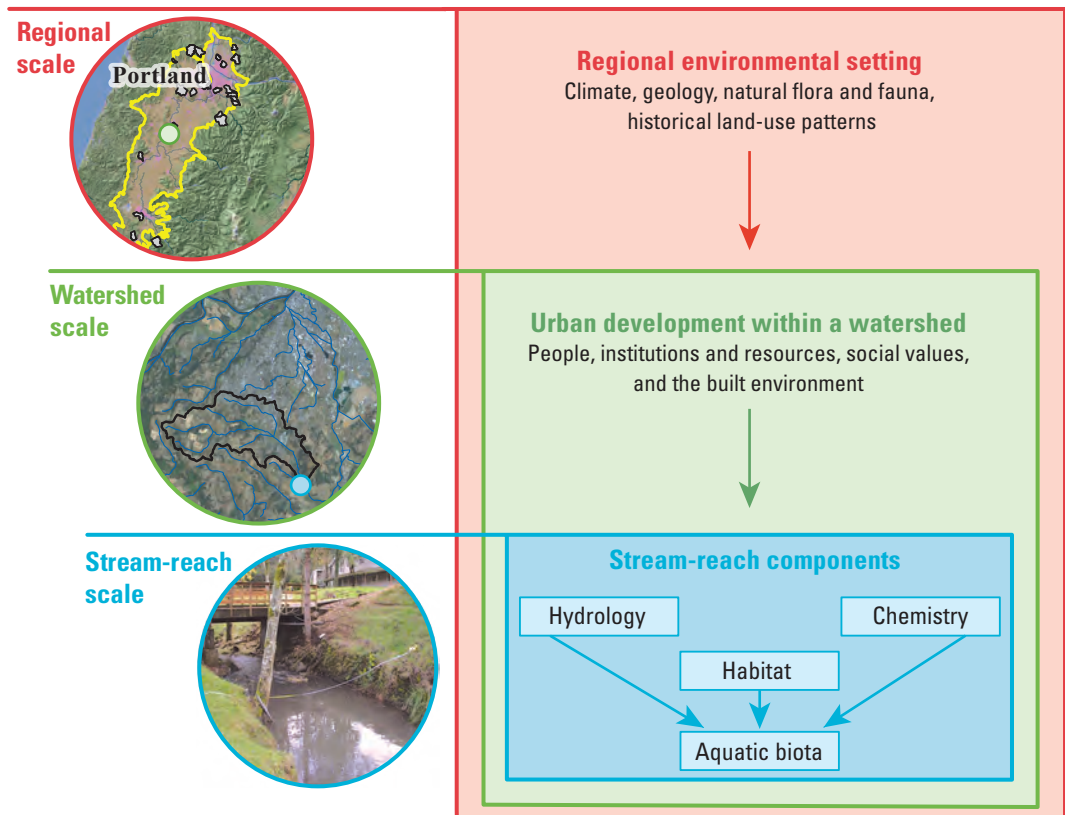 Regional
scale
Portland
Regional environmental setting
Climate, geology, natural flora and fauna,
historical land-use patterns
Watershed
scale
Urban development within a watershed
People, institutions and resources, social values,
and the built environment
Stream-reach
scale
Stream-reach components
Hydrology
Chemistry
Habitat
Aquatic biota